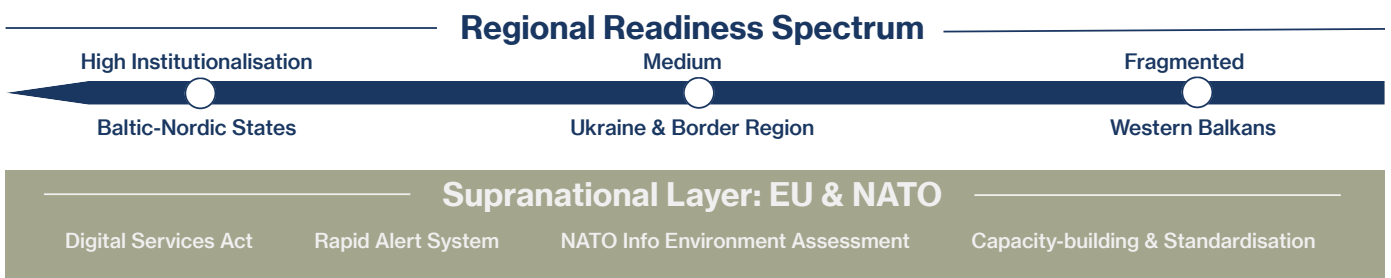 Regional Readiness Spectrum
High Institutionalisation Medium Fragmented
Baltic-Nordic States Ukraine & Border Region Western Balkans
Supranational Layer: EU & NATO
Digital Services Act Rapid Alert System NATO Info Environment Assessment Capacity-building & Standardisation